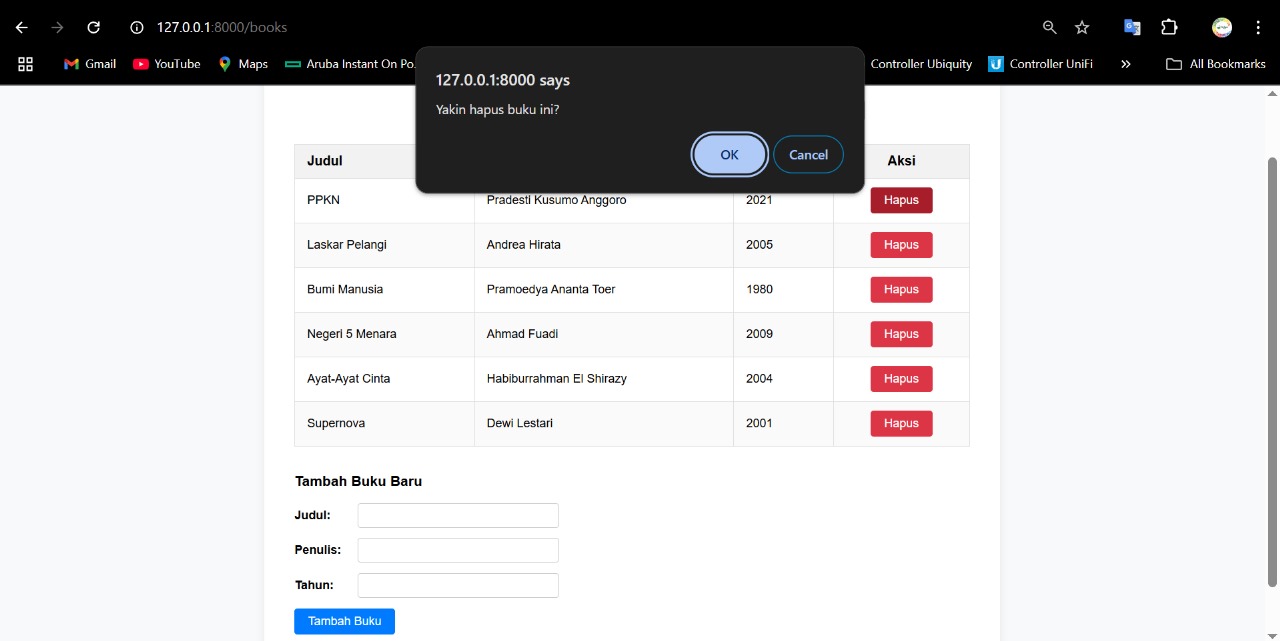 127.0.0.1:8000/books
Gmail YouTube Maps Aruba Instant On Po... Controller Ubiquity Controller UniFi » All Bookmarks
127.0.0.1:8000 says
Yakin hapus buku ini?
OK Cancel
Judul Aksi
PPKN Pradesti Kusumo Anggoro 2021 Hapus
Laskar Pelangi Andrea Hirata 2005 Hapus
Bumi Manusia Pramoedya Ananta Toer 1980 Hapus
Negeri 5 Menara Ahmad Fuadi 2009 Hapus
Ayat-Ayat Cinta Habiburrahman El Shirazy 2004 Hapus
Supernova Dewi Lestari 2001 Hapus
Tambah Buku Baru
Judul:
Penulis:
Tahun:
Tambah Buku